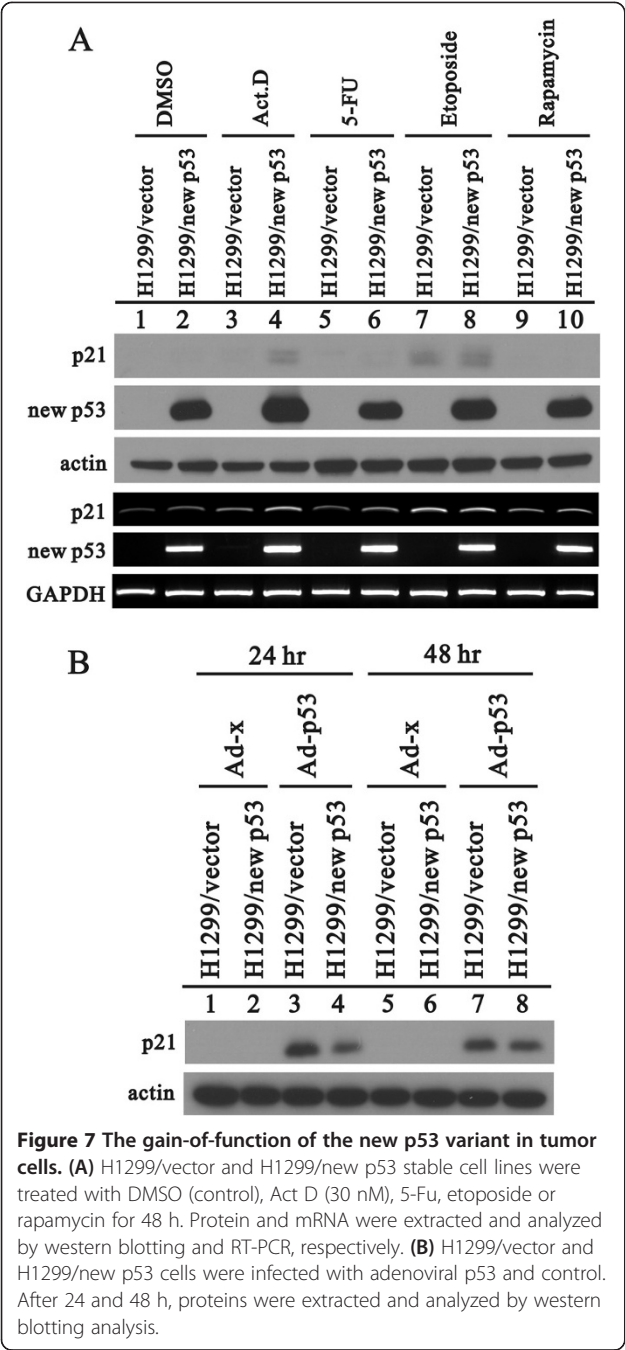 A
DMSO
Act.D
5-FU
Etoposide
Rapamycin
H1299/vector
H1299/new p53
H1299/vector
H1299/new p53
H1299/vector
H1299/new p53
H1299/vector
H1299/new p53
H1299/vector
H1299/new p53
1 2 3 4 5 6 7 8 9 10
p21
new p53
actin
p21
new p53
GAPDH
B
24 hr 48 hr
Ad-x
Ad-p53
Ad-x
Ad-p53
H1299/vector
H1299/new p53
H1299/vector
H1299/new p53
H1299/vector
H1299/new p53
H1299/vector
H1299/new p53
1 2 3 4 5 6 7 8
p21
actin
Figure 7 The gain-of-function of the new p53 variant in tumor
cells. (A) H1299/vector and H1299/new p53 stable cell lines were
treated with DMSO (control), Act D (30 nM), 5-Fu, etoposide or
rapamycin for 48 h. Protein and mRNA were extracted and analyzed
by western blotting and RT-PCR, respectively. (B) H1299/vector and
H1299/new p53 cells were infected with adenoviral p53 and control.
After 24 and 48 h, proteins were extracted and analyzed by western
blotting analysis.